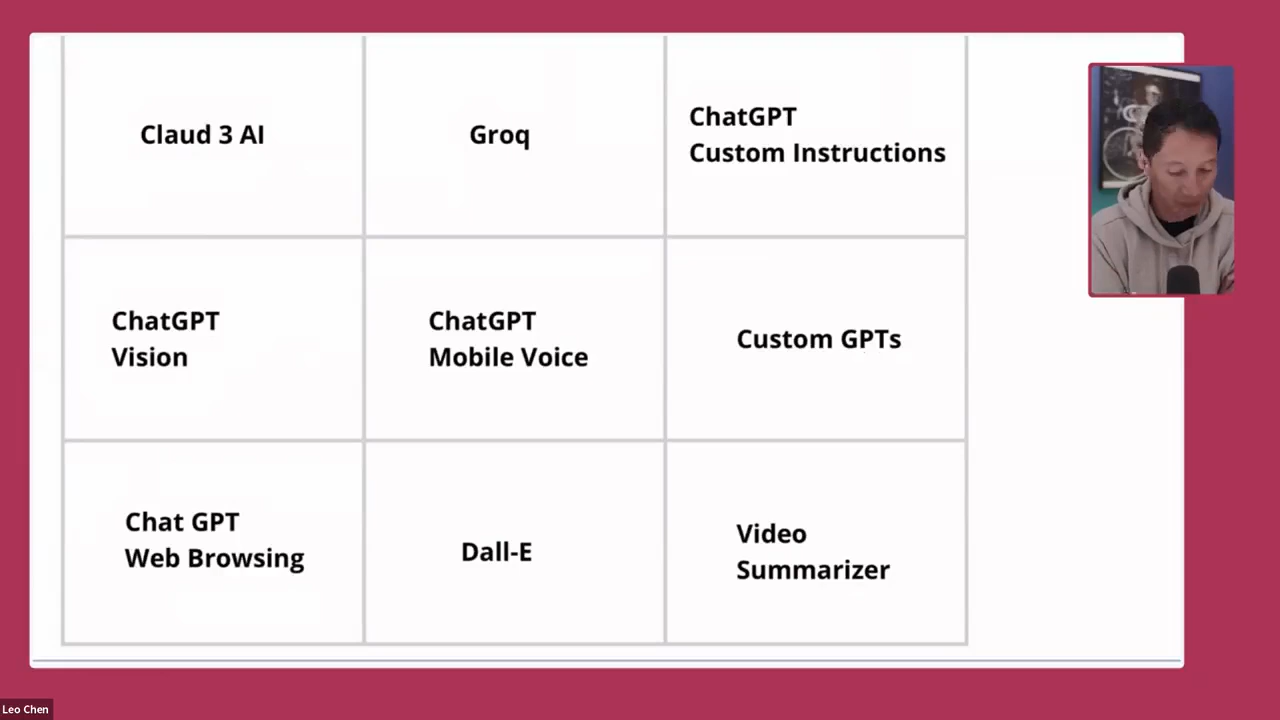 Claud 3 AI
Groq
ChatGPT
Custom Instructions
ChatGPT
Vision
ChatGPT
Mobile Voice
Custom GPTs
Chat GPT
Web Browsing
Dall-E
Video
Summarizer
Leo Chen